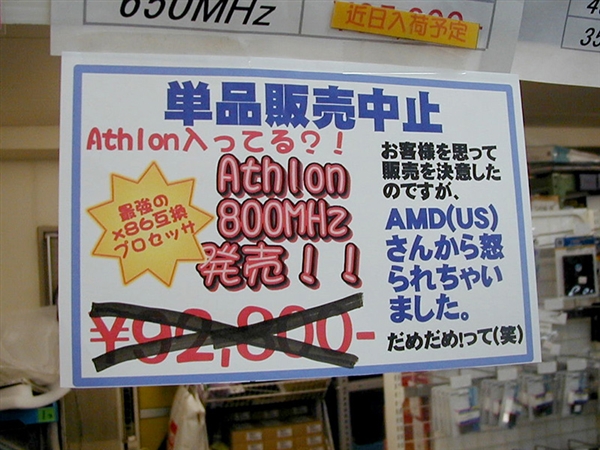 650MHz
近日入荷予定
単品販売中止
Athlon入ってる?!
最強の
x86互換
プロセッサ
Athlon
800MHz
発売!!
¥92,800-
お客様を思って
販売を決意した
のですが、
AMD(US)
さんから怒
られちゃい
ました。
だめだめ!って(笑)